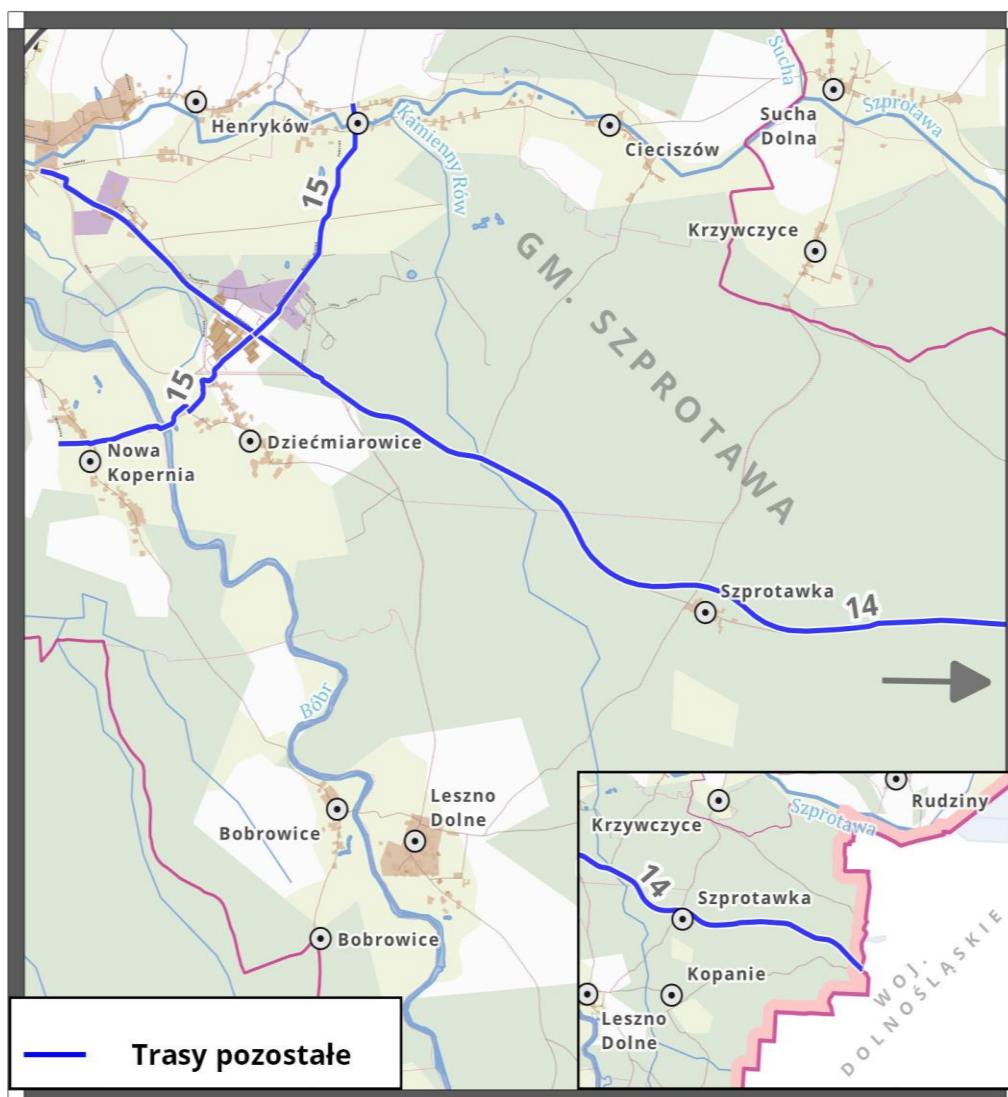 Sucha
Szprotawa
Sucha
Dolna
Henryków
Kamienny Rów
Cieciszów
15
Krzywczyce
GM. SZPROTAWA
15
Nowa
Kopernia
Dziećmiarowice
Szprotawka
14
Bóbr
Leszno
Dolne
Bobrowice
Bobrowice
Rudziny
Szprotawa
Krzywczyce
14
Szprotawka
Kopanie
Leszno
Dolne
WOJ.
DOLNOŚLĄSKIE
Trasy pozostałe